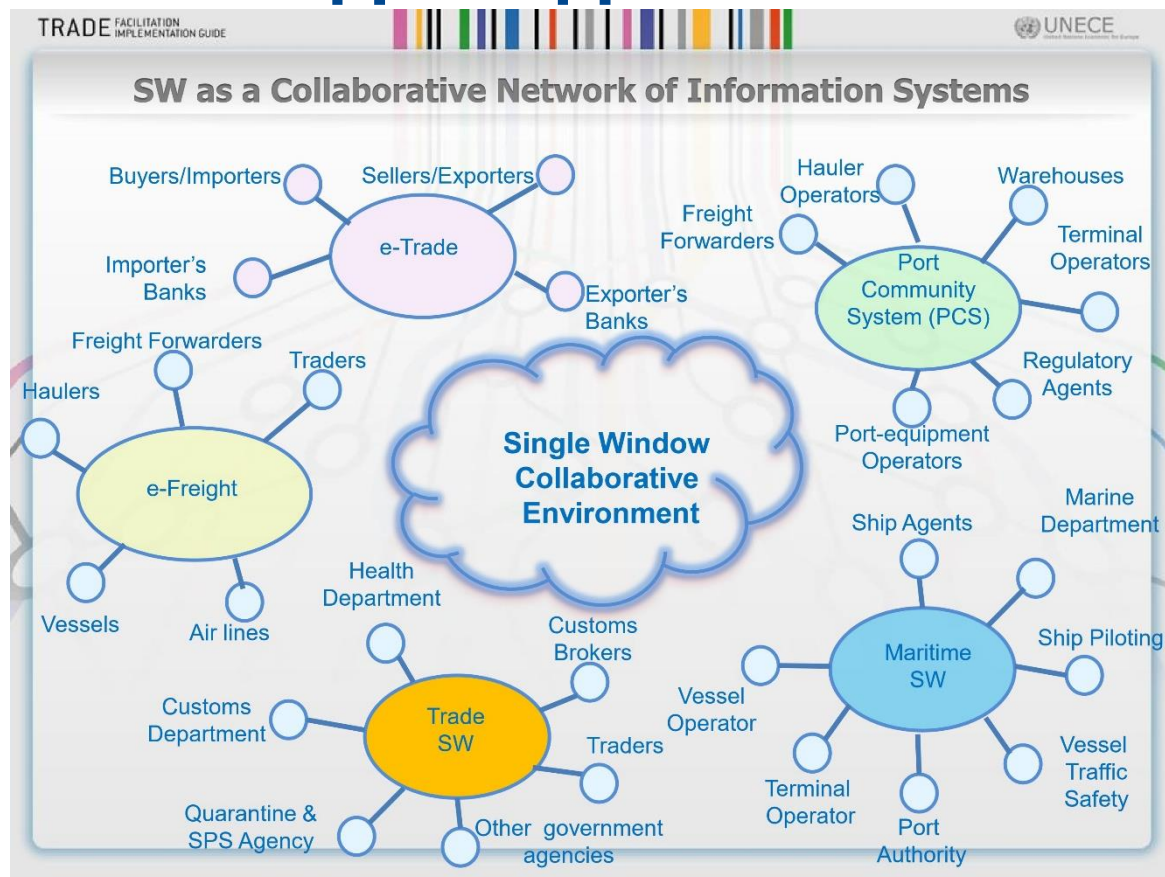 TRADE FACILITATION
IMPLEMENTATION GUIDE
UNECE
SW as a Collaborative Network of Information Systems
Buyers/Importers
Sellers/Exporters
e-Trade
Importer's
Banks
Exporter's
Banks
Hauler
Operators
Warehouses
Freight
Forwarders
Terminal
Operators
Port
Community
System (PCS)
Regulatory
Agents
Port-equipment
Operators
Freight Forwarders
Traders
Haulers
e-Freight
Vessels
Air lines
Single Window
Collaborative
Environment
Ship Agents
Marine
Department
Maritime
SW
Ship Piloting
Vessel
Operator
Vessel
Traffic
Safety
Terminal
Operator
Port
Authority
Health
Department
Customs
Brokers
Customs
Department
Trade
SW
Traders
Quarantine &
SPS Agency
Other government
agencies